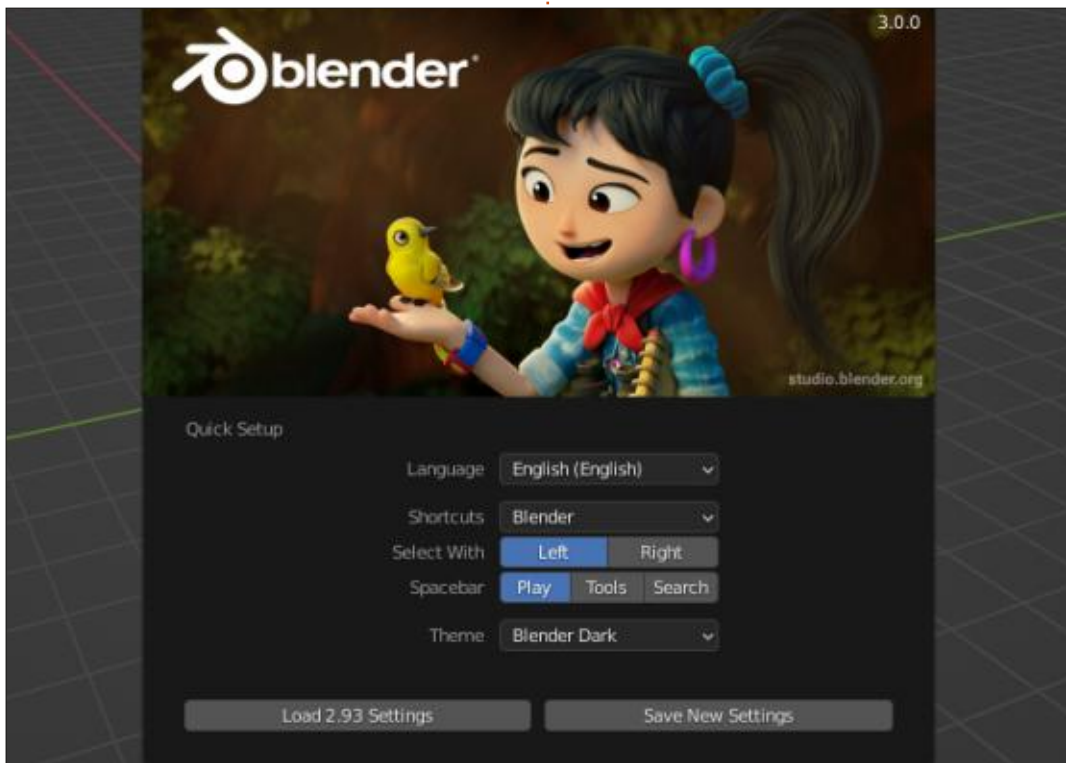 3.0.0
blender
studio.blender.org
Quick Setup
Language English (English)
Shortcuts Blender
Select With Left Right
Spacebar Play Tools Search
Theme Blender Dark
Load 2.93 Settings Save New Settings